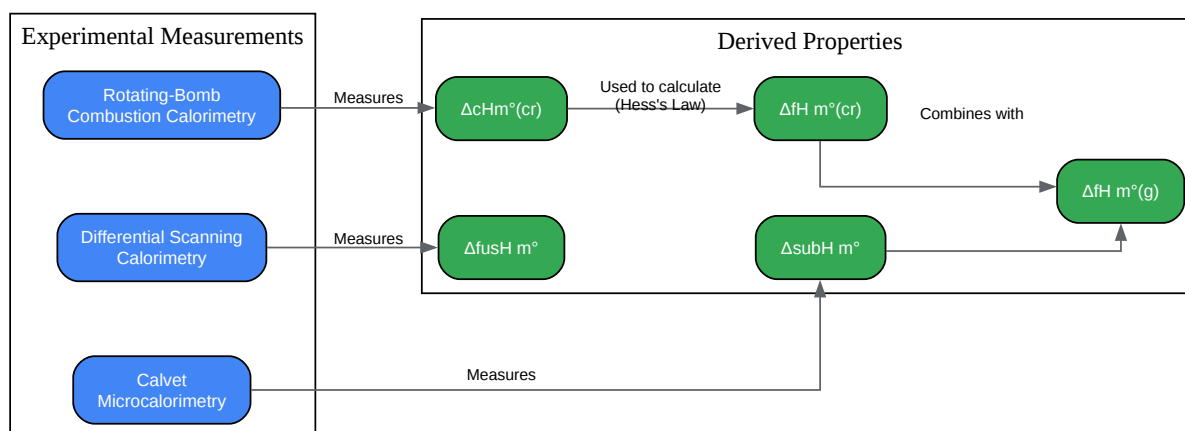 Experimental Measurements
Derived Properties
Rotating-Bomb
Combustion Calorimetry
Measures
ΔcHm°(cr)
Used to calculate
(Hess's Law)
ΔfH m°(cr)
Combines with
ΔfH m°(g)
Differential Scanning
Calorimetry
Measures
ΔfusH m°
ΔsubH m°
Calvet
Microcalorimetry
Measures